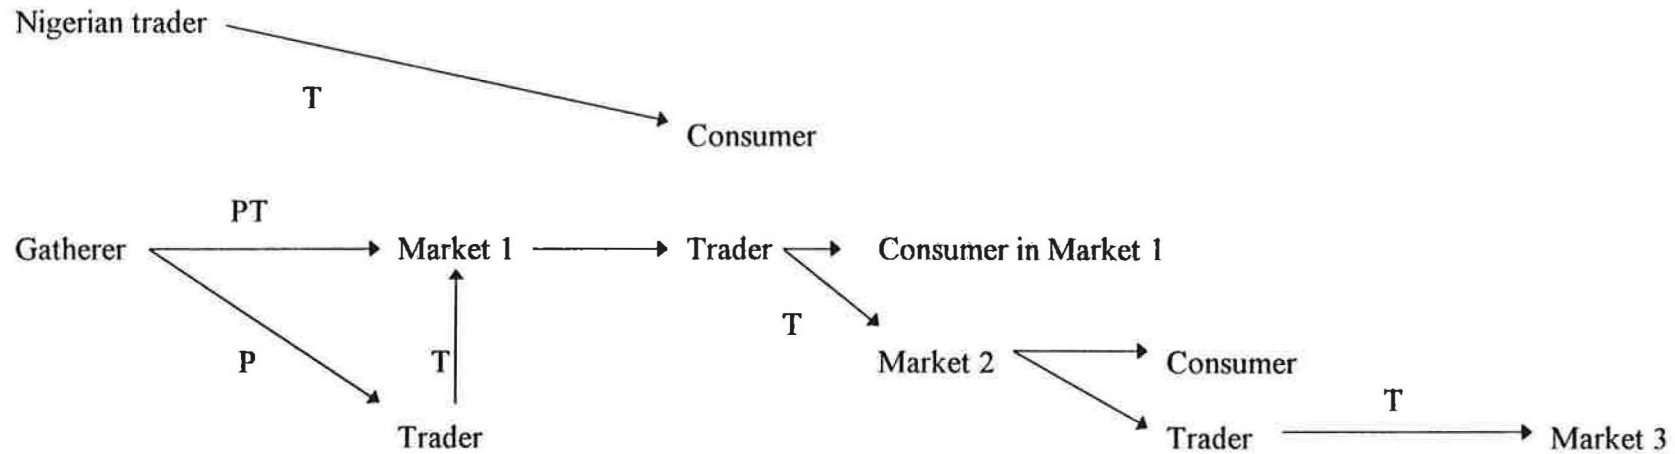 Nigerian trader
T
Consumer
PT
Gatherer Market 1 Trader Consumer in Market 1
T
P T Market 2 Consumer
T
Trader Trader Market 3